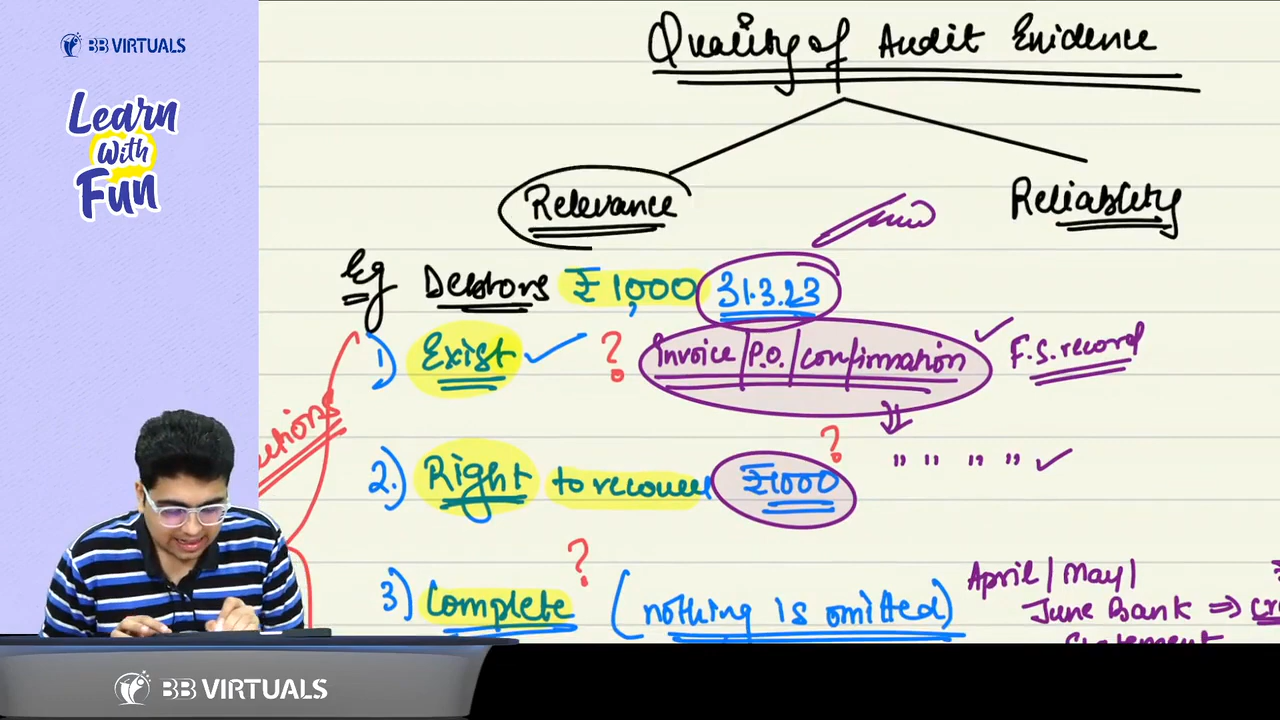 BB VIRTUALS
Learn
With
Fun
Quality of Audit Evidence
Relevance
Reliability
Eg Debtors ₹1,000 31.3.23
1) Exist ? Invoice/P.O./confirmation F.S. record
?
2.) Right to recover ₹1000 " " " "
?
3) Complete (nothing is omitted)
April/May/
June Bank ⇒
Statement
BB VIRTUALS